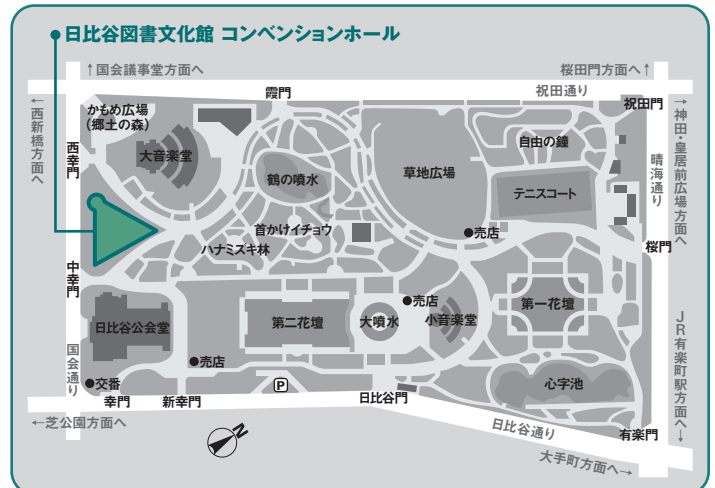 日比谷図書文化館 コンベンションホール
↑国会議事堂方面へ
桜田門方面へ↑
霞門
祝田通り
祝田門
←西新橋方面へ
かもめ広場
(郷土の森)
大音楽堂
西幸門
鶴の噴水
草地広場
自由の鐘
テニスコート
晴海通り
→神田・皇居前広場方面へ
首かけイチョウ
●売店
ハナミズキ林
桜門
中幸門
日比谷公会堂
第二花壇
大噴水
●売店
小音楽堂
第一花壇
国会通り
●売店
JR有楽町駅方面へ→
●交番
P
心字池
幸門
新幸門
日比谷門
←芝公園方面へ
日比谷通り
有楽門
大手町方面へ→
N